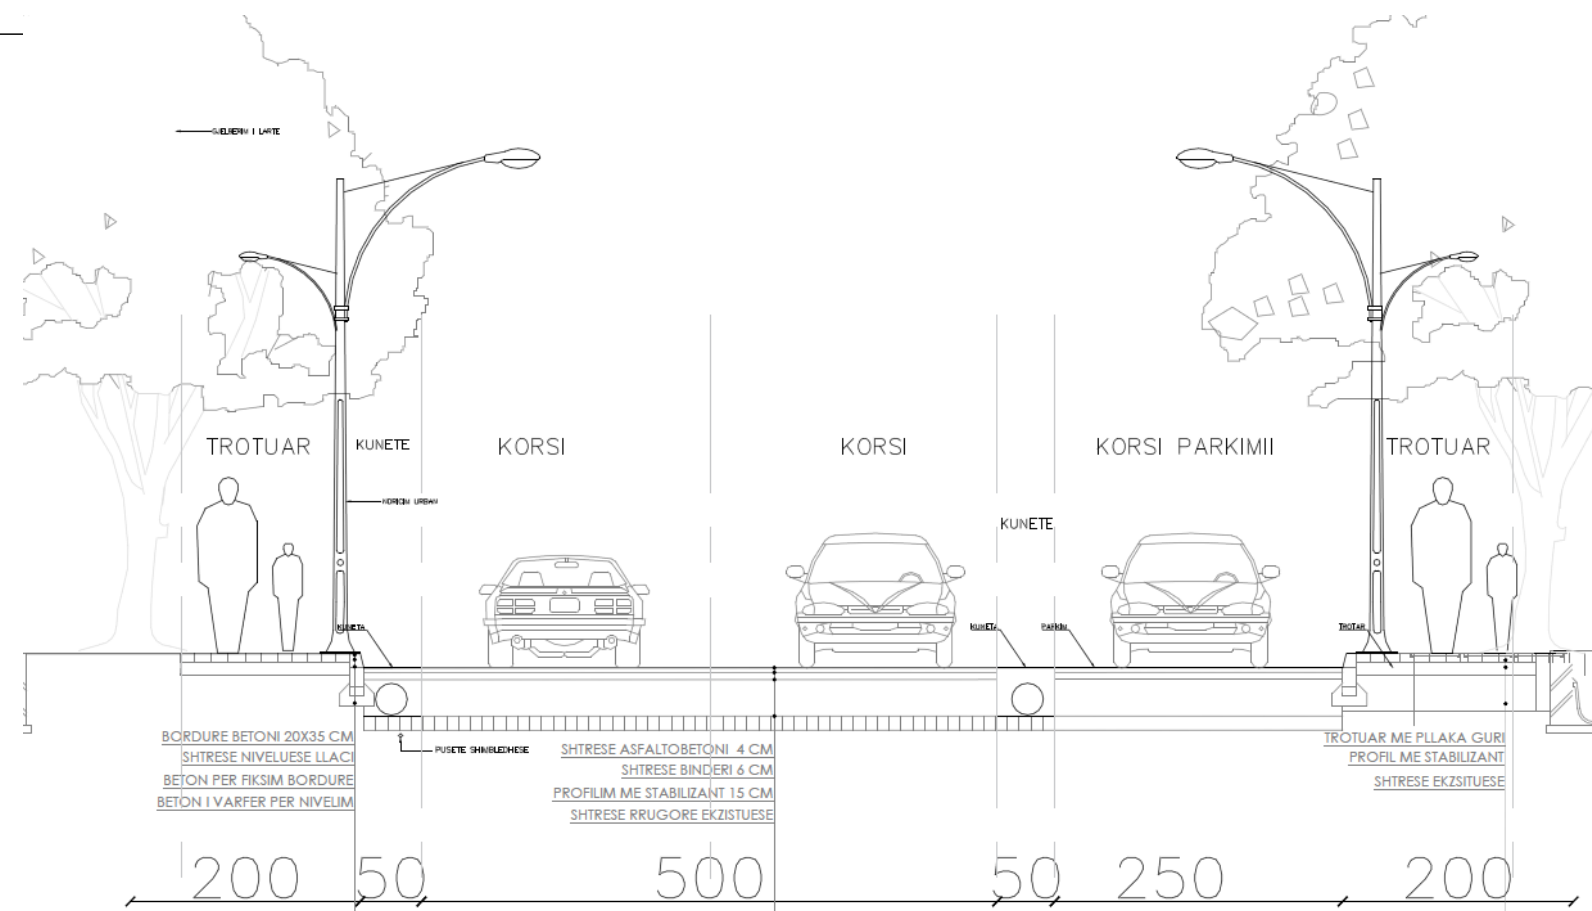 GJELBERIM I LARTE
TROTUAR
KUNETE
KORSI
KORSI
KORSI PARKIMII
TROTUAR
NDRICIM URBAN
KUNETE
KUNETA
KUNETA
PARKIM
TROTAR
BORDURE BETONI 20X35 CM
SHTRESE NIVELUESE LLACI
BETON PER FIKSIM BORDURE
BETON I VARFER PER NIVELIM
PUSETE SHIMBLEDHESE
SHTRESE ASFALTOBETONI 4 CM
SHTRESE BINDERI 6 CM
PROFILIM ME STABILIZANT 15 CM
SHTRESE RRUGORE EKZISTUESE
TROTUAR ME PLLAKA GURI
PROFIL ME STABILIZANT
SHTRESE EKZSITUESE
200
50
500
50
250
200